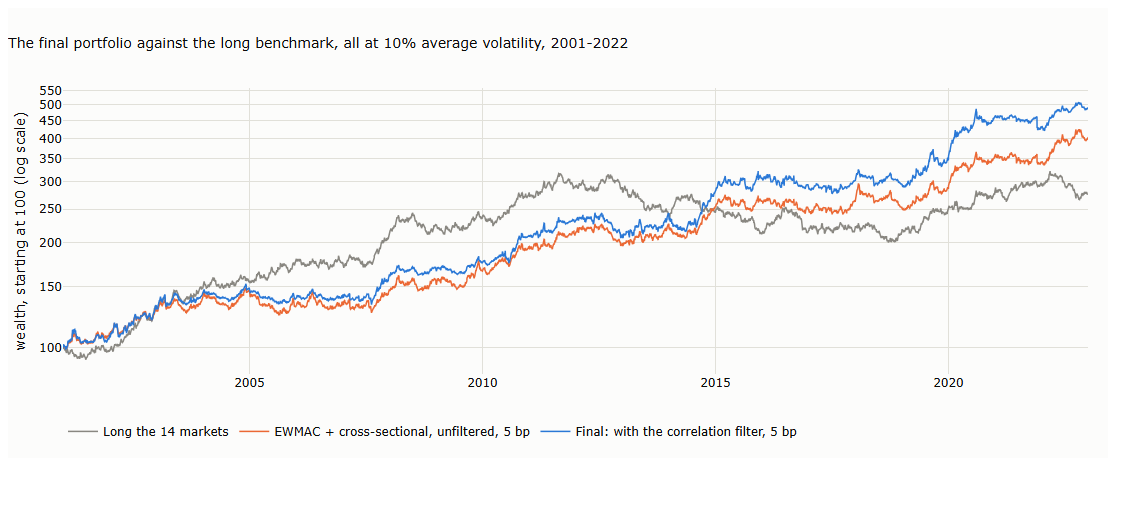 The final portfolio against the long benchmark, all at 10% average volatility, 2001-2022
wealth, starting at 100 (log scale)
550
500
450
400
350
300
250
200
150
100
2005 2010 2015 2020
Long the 14 markets EWMAC + cross-sectional, unfiltered, 5 bp Final: with the correlation filter, 5 bp